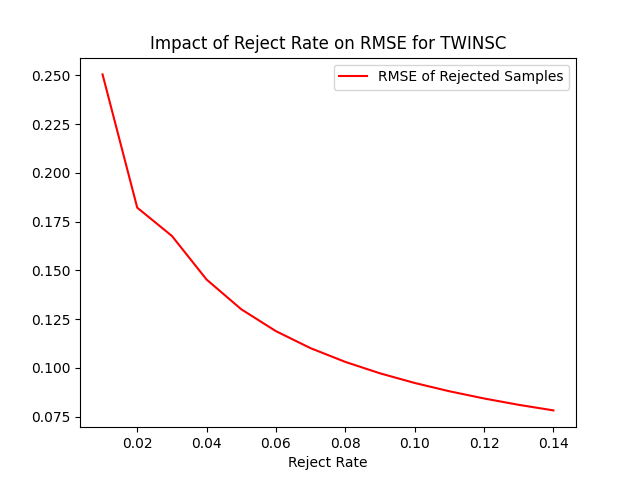 Impact of Reject Rate on RMSE for TWINSC
RMSE of Rejected Samples
0.250
0.225
0.200
0.175
0.150
0.125
0.100
0.075
0.02 0.04 0.06 0.08 0.10 0.12 0.14
Reject Rate